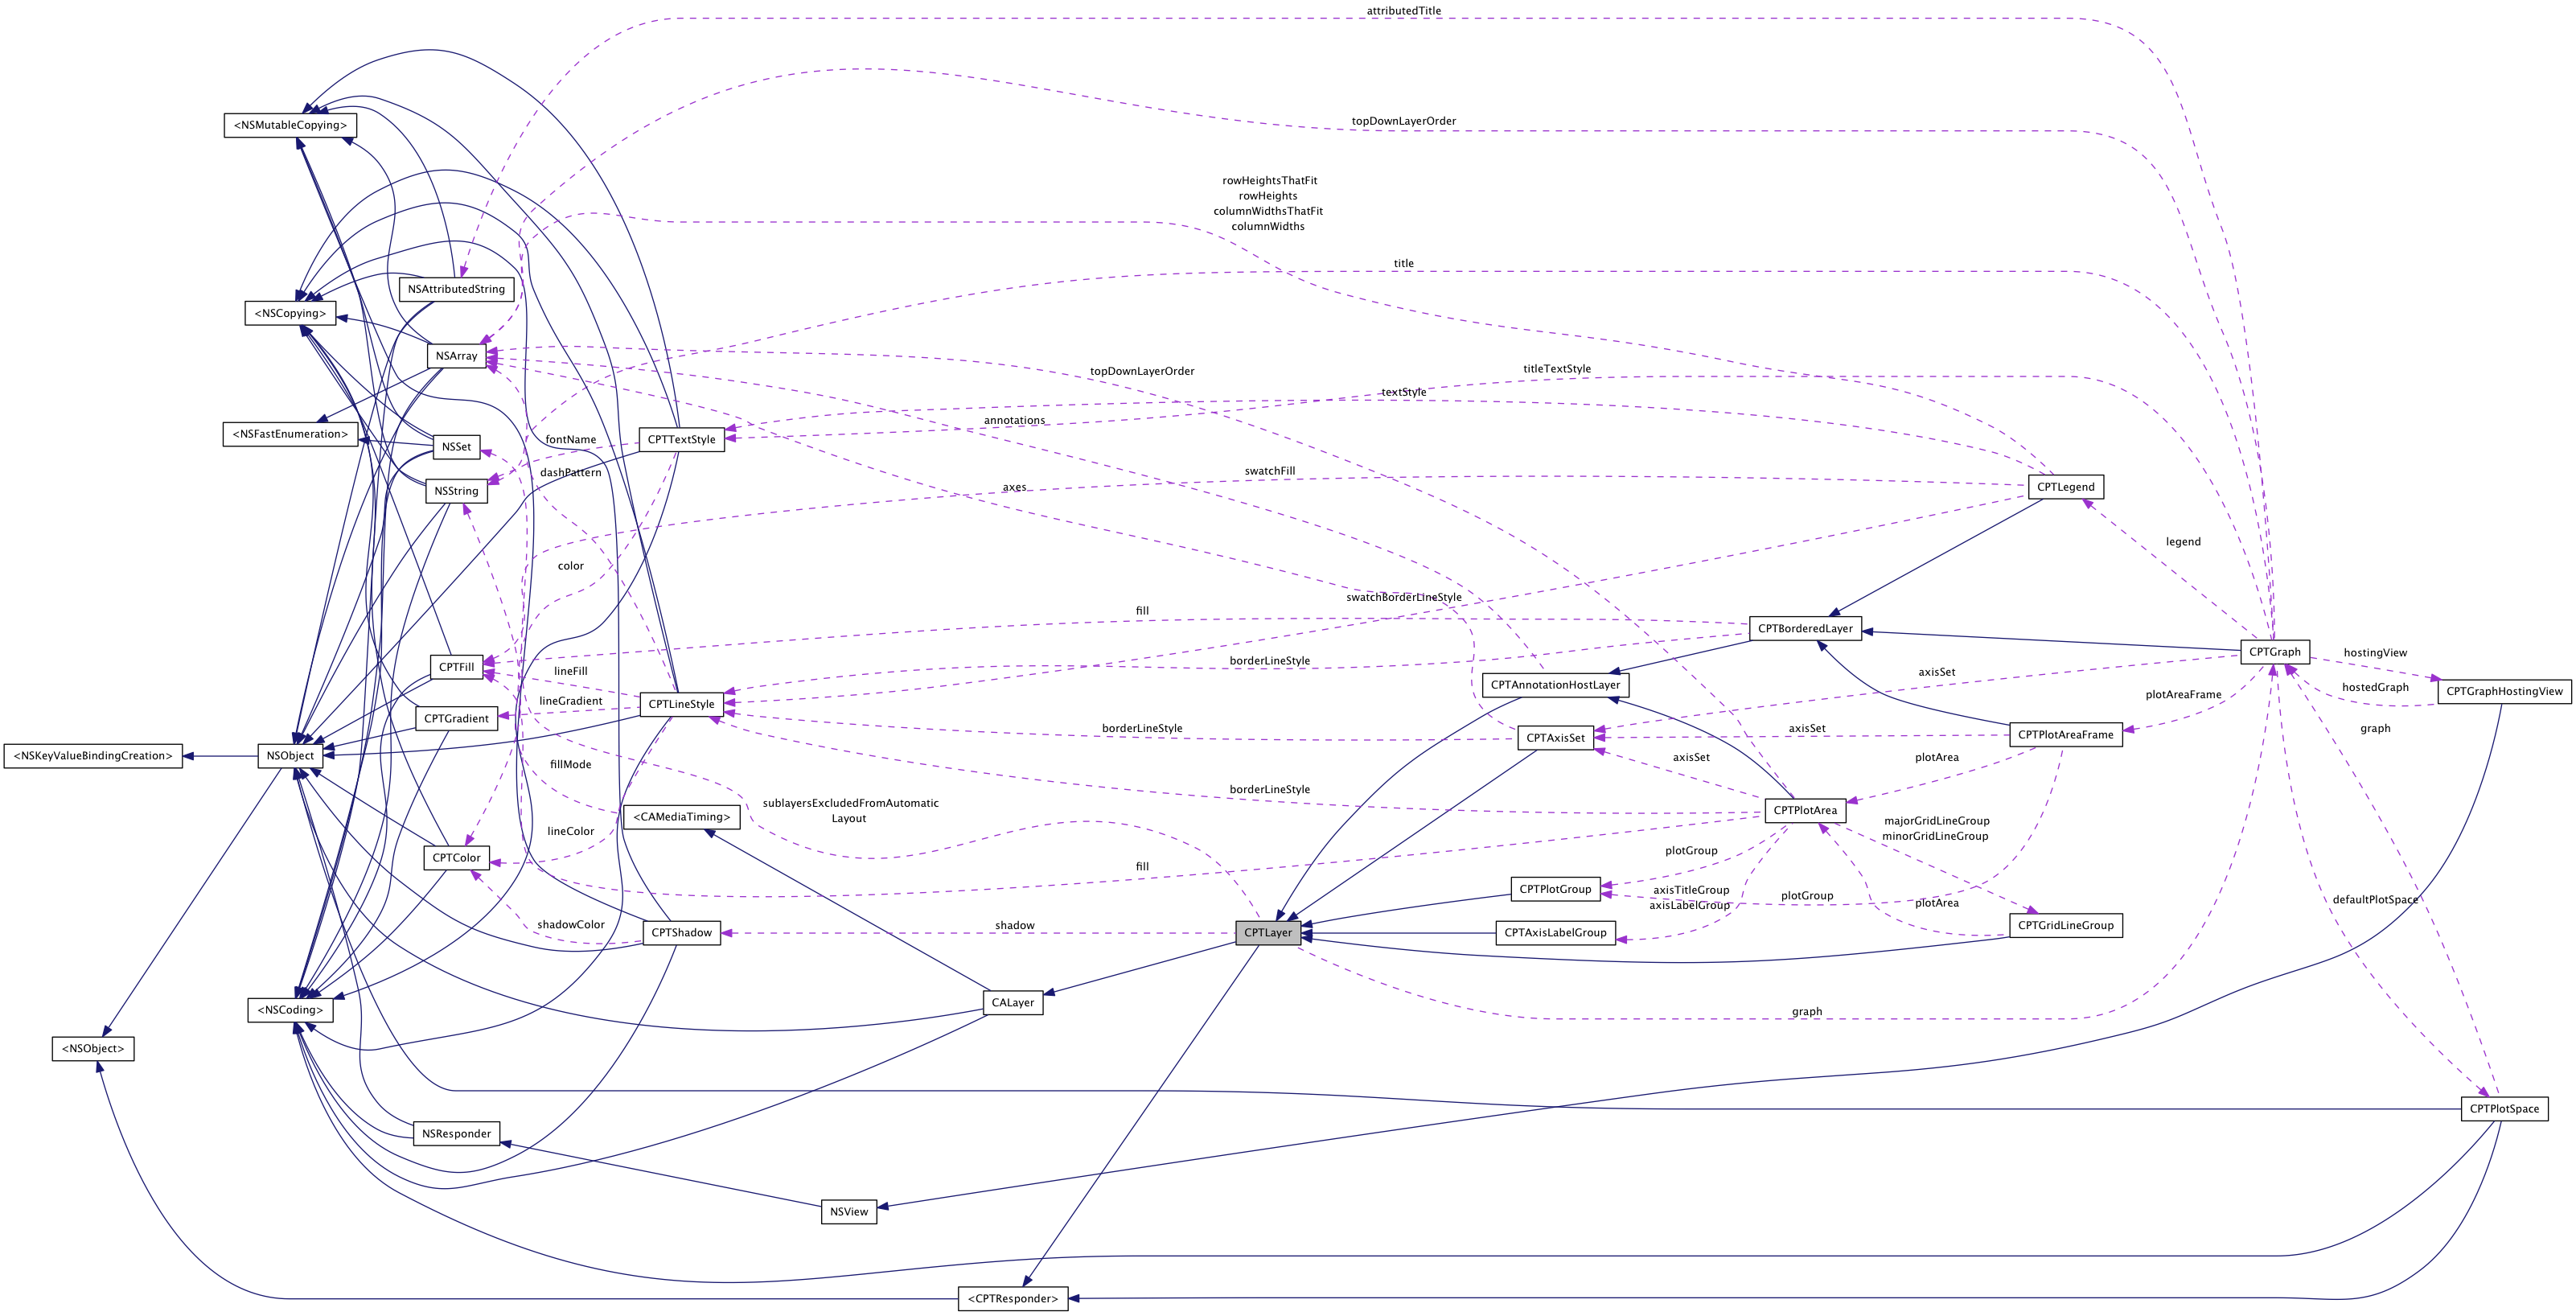 attributedTitle
topDownLayerOrder
<NSMutableCopying>
rowHeightsThatFit
rowHeights
columnWidthsThatFit
columnWidths
title
NSAttributedString
<NSCopying>
NSArray
topDownLayerOrder
titleTextStyle
textStyle
annotations
<NSFastEnumeration>
NSSet
fontName
CPTTextStyle
dashPattern
swatchFill
axes
NSString
CPTLegend
legend
color
swatchBorderLineStyle
fill
CPTBorderedLayer
CPTGraph
hostingView
CPTFill
lineFill
borderLineStyle
axisSet
CPTAnnotationHostLayer
hostedGraph
CPTGraphHostingView
plotAreaFrame
lineGradient
CPTLineStyle
CPTGradient
borderLineStyle
CPTAxisSet
axisSet
CPTPlotAreaFrame
graph
<NSKeyValueBindingCreation>
NSObject
fillMode
axisSet
plotArea
borderLineStyle
sublayersExcludedFromAutomatic
Layout
<CAMediaTiming>
CPTPlotArea
majorGridLineGroup
minorGridLineGroup
lineColor
CPTColor
plotGroup
fill
CPTPlotGroup
axisTitleGroup
axisLabelGroup
plotGroup
plotArea
defaultPlotSpace
shadowColor
CPTShadow
shadow
CPTLayer
CPTAxisLabelGroup
CPTGridLineGroup
CALayer
<NSCoding>
graph
<NSObject>
CPTPlotSpace
NSResponder
NSView
<CPTResponder>